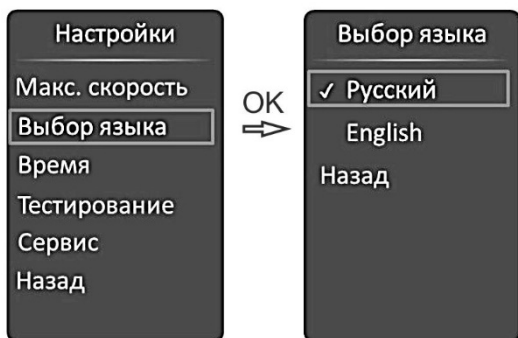 Настройки
Макс. скорость
Выбор языка
Время
Тестирование
Сервис
Назад
OK
Выбор языка
✓ Русский
English
Назад